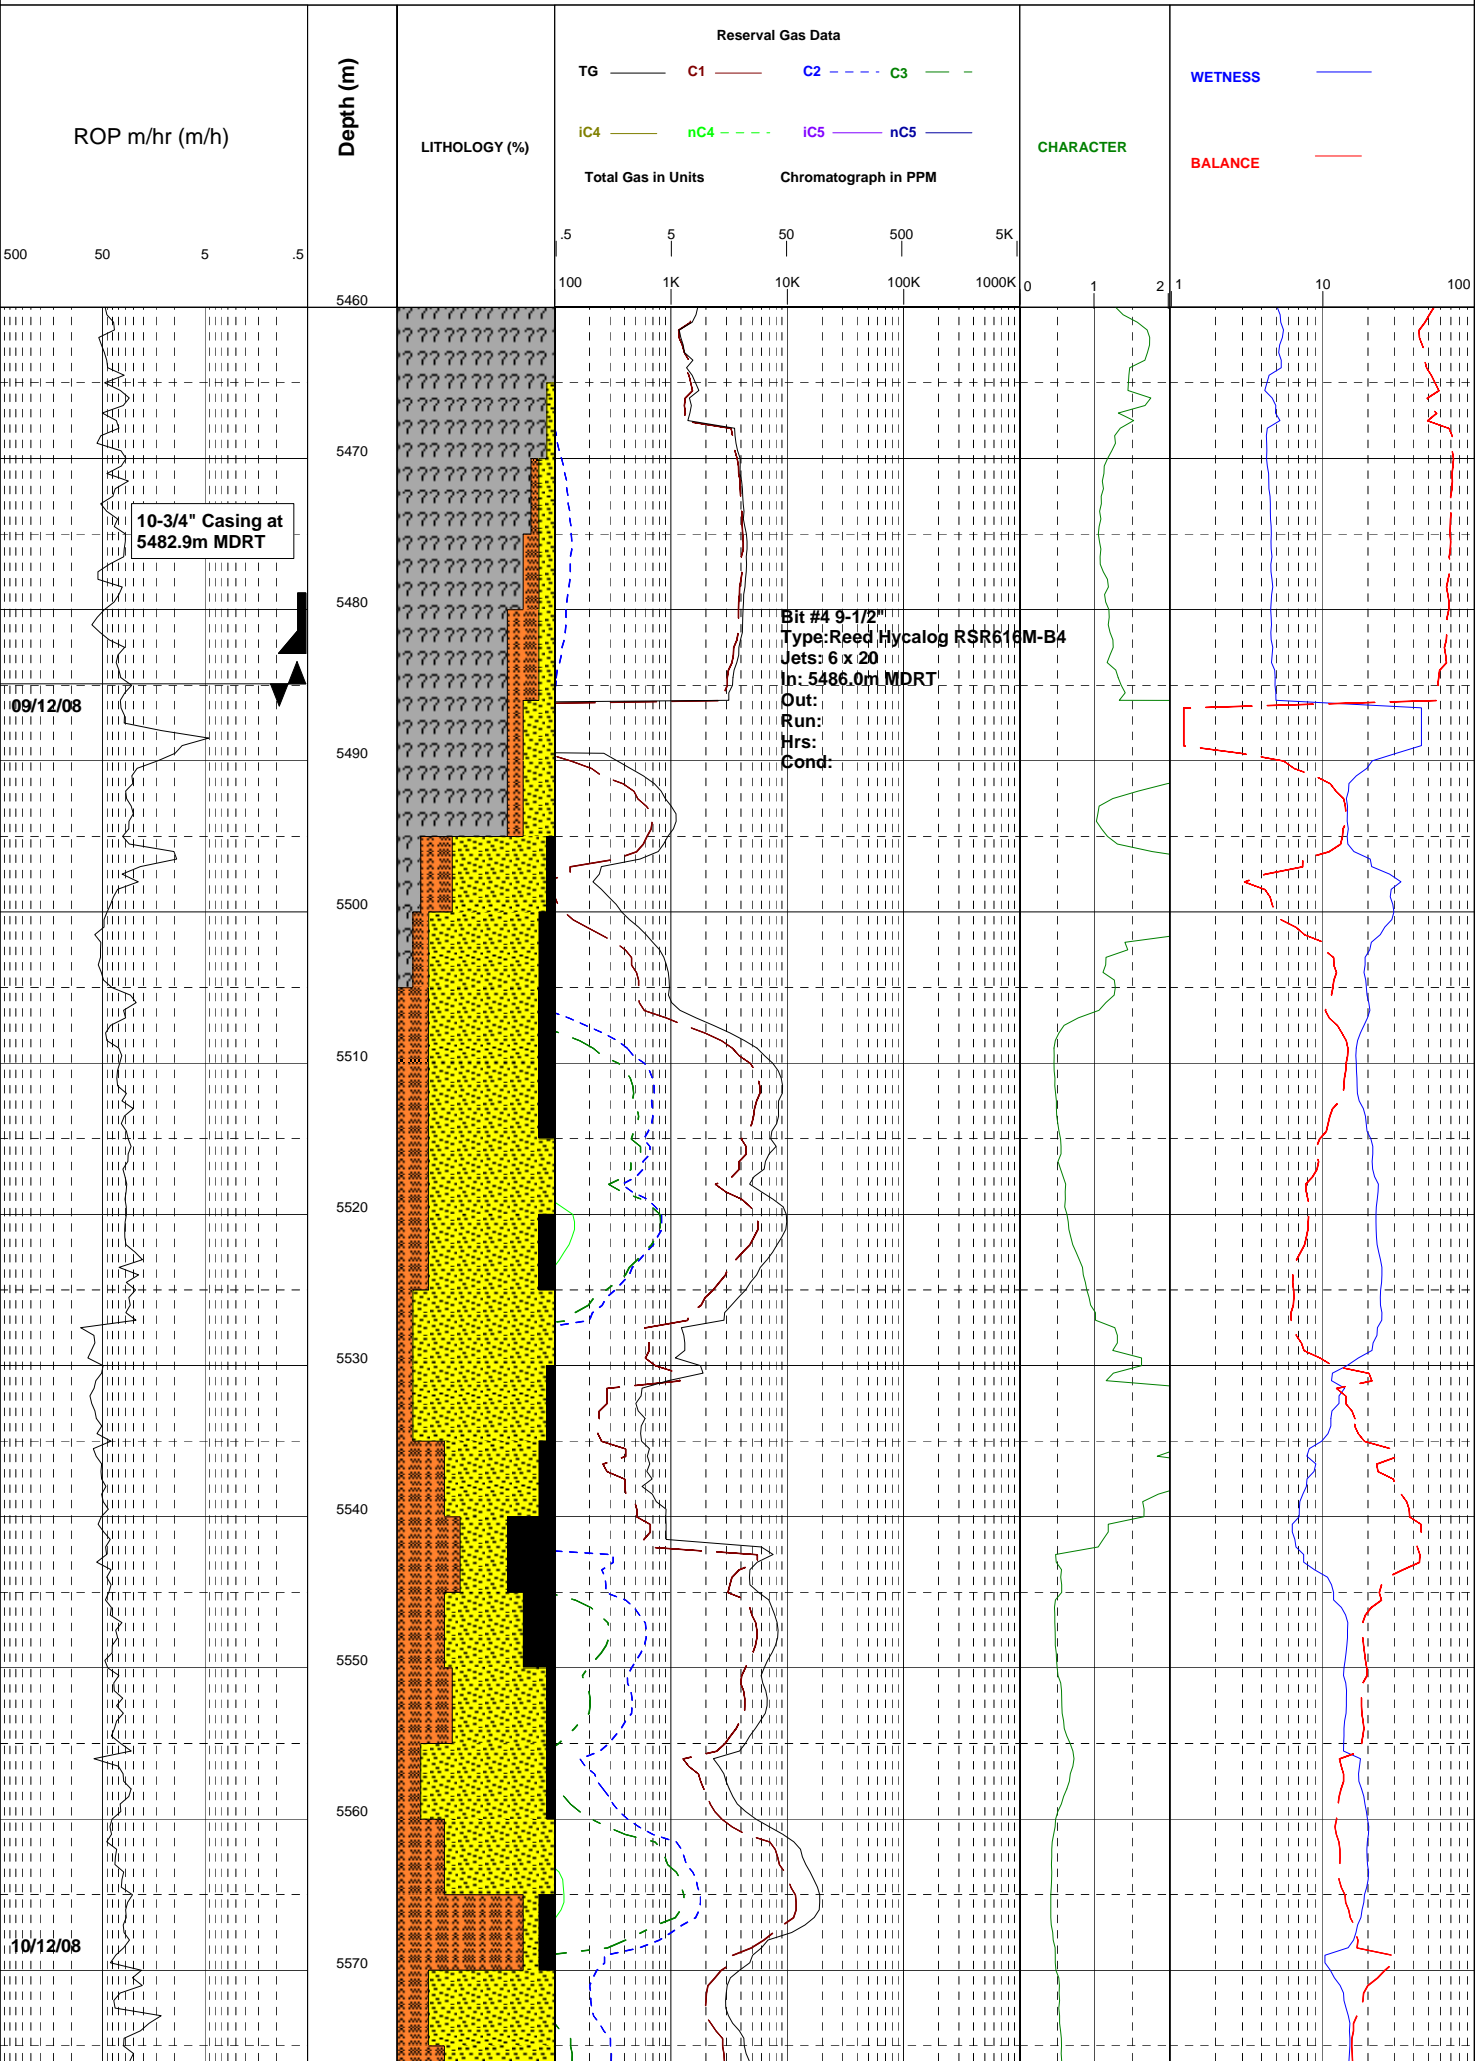 Reserval Gas Data
TG C1 C2 C3
WETNESS
ROP m/hr (m/h)
Depth (m)
LITHOLOGY (%)
iC4 nC4 iC5 nC5
CHARACTER
BALANCE
Total Gas in Units Chromatograph in PPM
500 50 5 .5
.5 5 50 500 5K
100 1K 10K 100K 1000K
0 1 2
1 10 100
5460
5470
10-3/4" Casing at
5482.9m MDRT
5480
Bit #4 9-1/2"
Type:Reed Hycalog RSR616M-B4
Jets: 6 x 20
In: 5486.0m MDRT
Out:
Run:
Hrs:
Cond:
09/12/08
5490
5500
5510
5520
5530
5540
5550
5560
10/12/08
5570